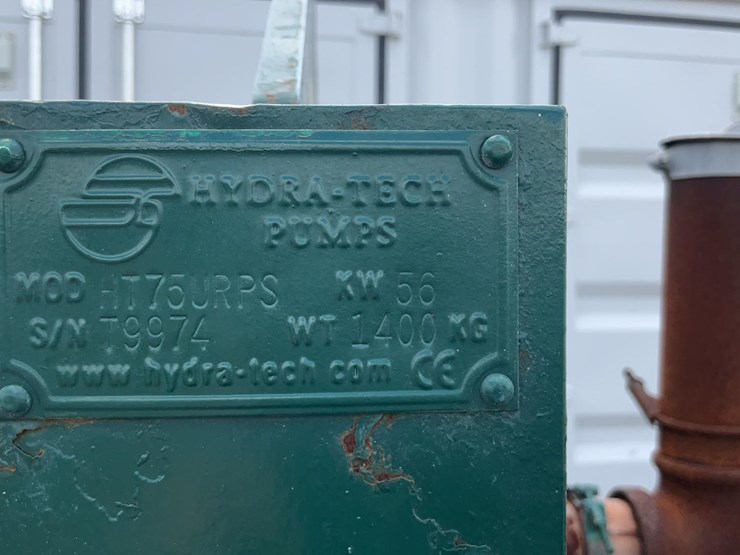 HYDRA-TECH
PUMPS
MOD HT75URPS KW 56
S/N T9974 WT 1400 KG
www hydra-tech com CE